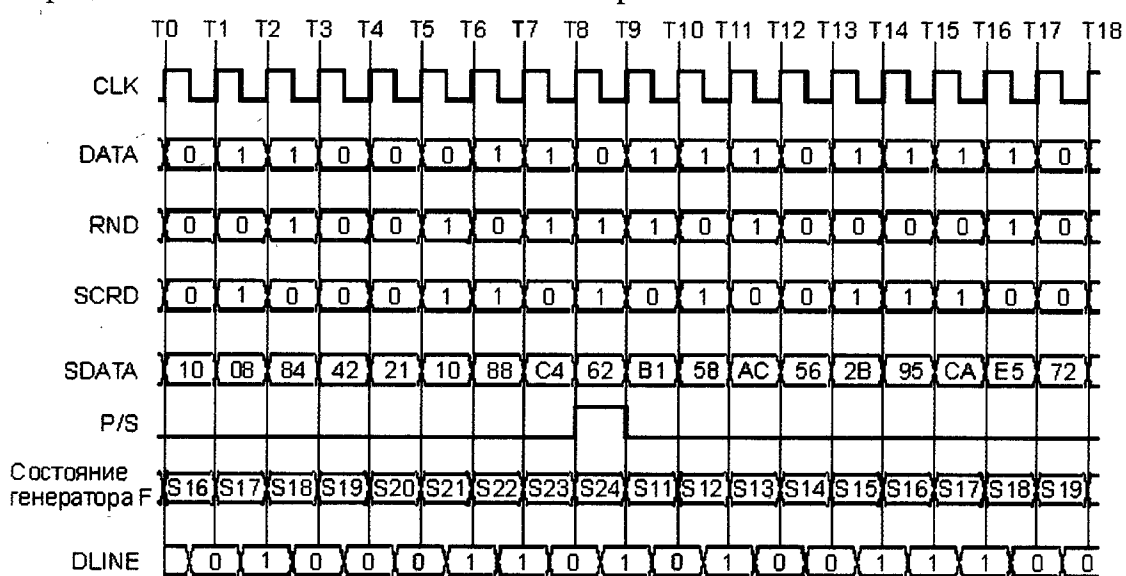 T0 T1 T2 T3 T4 T5 T6 T7 T8 T9 T10 T11 T12 T13 T14 T15 T16 T17 T18
CLK
DATA 0 1 1 0 0 0 1 1 0 1 1 1 0 1 1 1 1 0
RND 0 0 1 0 0 1 0 1 1 1 0 1 0 0 0 0 1 0
SCRD 0 1 0 0 0 1 1 0 1 0 1 0 0 1 1 1 0 0
SDATA 10 08 84 42 21 10 88 C4 62 B1 58 AC 56 2B 95 CA E5 72
P/S
Состояние
генератора F S16 S17 S18 S19 S20 S21 S22 S23 S24 S11 S12 S13 S14 S15 S16 S17 S18 S19
DLINE 0 1 0 0 0 1 1 0 1 0 1 0 0 1 1 1 0 0